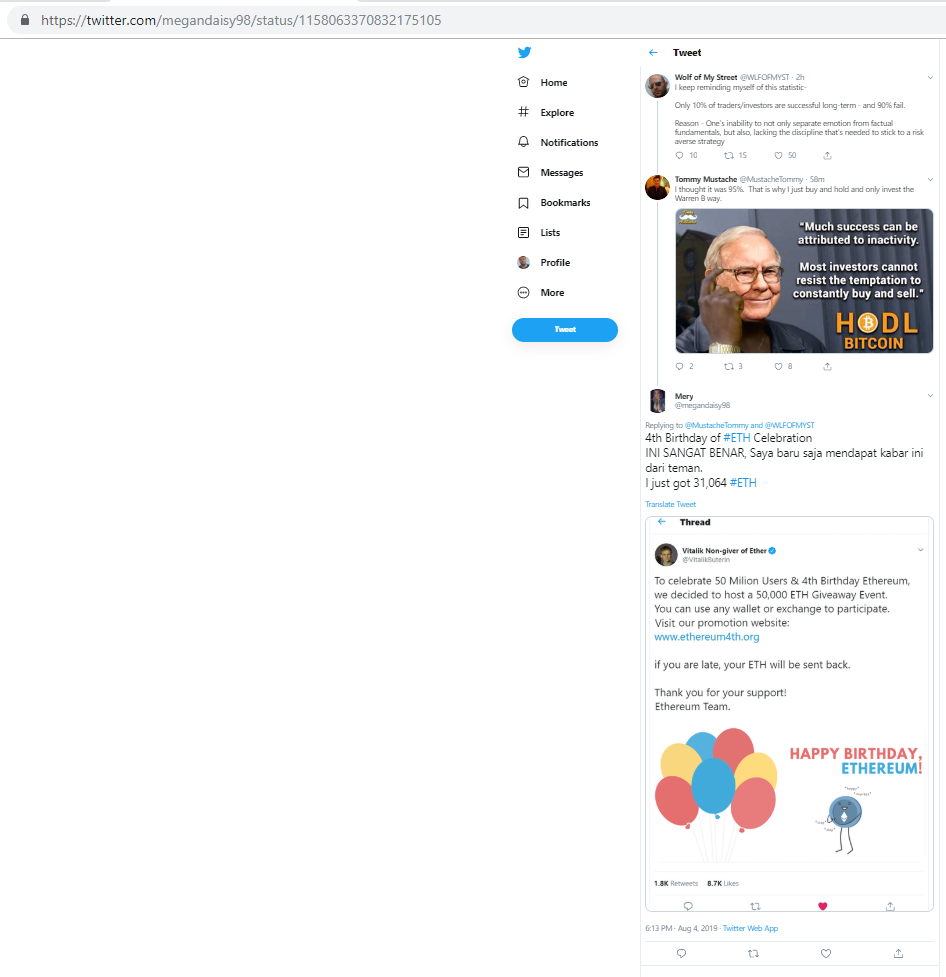 https://twitter.com/megandaisy98/status/1158063370832175105
Home
Explore
Notifications
Messages
Bookmarks
Lists
Profile
More
Tweet
Tweet
Wolf of My Street @WLFOFMYST · 2h
I keep reminding myself of this statistic-
Only 10% of traders/investors are successful long-term - and 90% fail.
Reason - One's inability to not only separate emotion from factual
fundamentals, but also, lacking the discipline that's needed to stick to a risk
averse strategy
10 15 50
Tommy Mustache @MustacheTommy · 58m
I thought it was 95%. That is why I just buy and hold and only invest the
Warren B way.
"Much success can be
attributed to inactivity.
Most investors cannot
resist the temptation to
constantly buy and sell."
HODL
BITCOIN
2 3 8
Mery
@megandaisy98
Replying to @MustacheTommy and @WLFOFMYST
4th Birthday of #ETH Celebration
INI SANGAT BENAR, Saya baru saja mendapat kabar ini
dari teman.
I just got 31,064 #ETH
Translate Tweet
Thread
Vitalik Non-giver of Ether
@VitalikButerin
To celebrate 50 Milion Users & 4th Birthday Ethereum,
we decided to host a 50,000 ETH Giveaway Event.
You can use any wallet or exchange to participate.
Visit our promotion website:
www.ethereum4th.org
if you are late, your ETH will be sent back.
Thank you for your support!
Ethereum Team.
HAPPY BIRTHDAY,
ETHEREUM!
1.8K Retweets 8.7K Likes
6:13 PM · Aug 4, 2019 · Twitter Web App